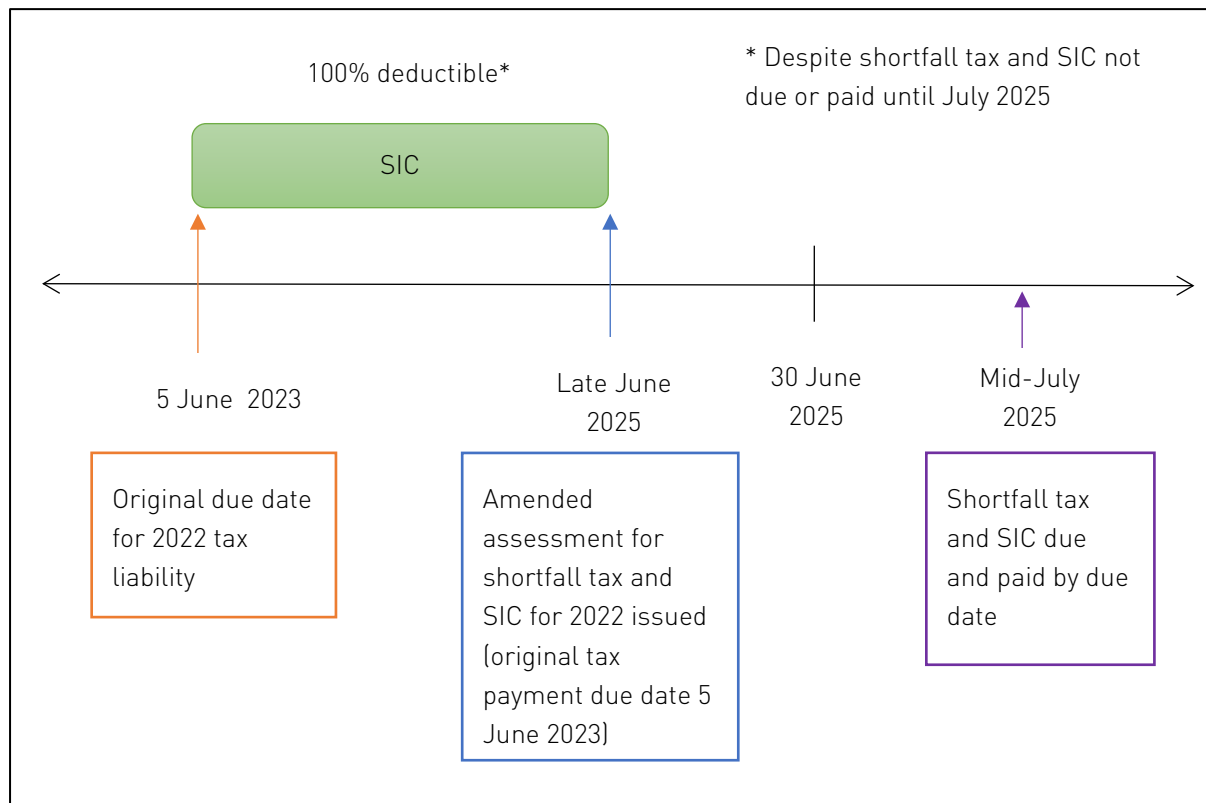 100% deductible*
* Despite shortfall tax and SIC not
due or paid until July 2025
SIC
5 June 2023
Late June
2025
30 June
2025
Mid-July
2025
Original due date
for 2022 tax
liability
Amended
assessment for
shortfall tax and
SIC for 2022 issued
(original tax
payment due date 5
June 2023)
Shortfall tax
and SIC due
and paid by due
date